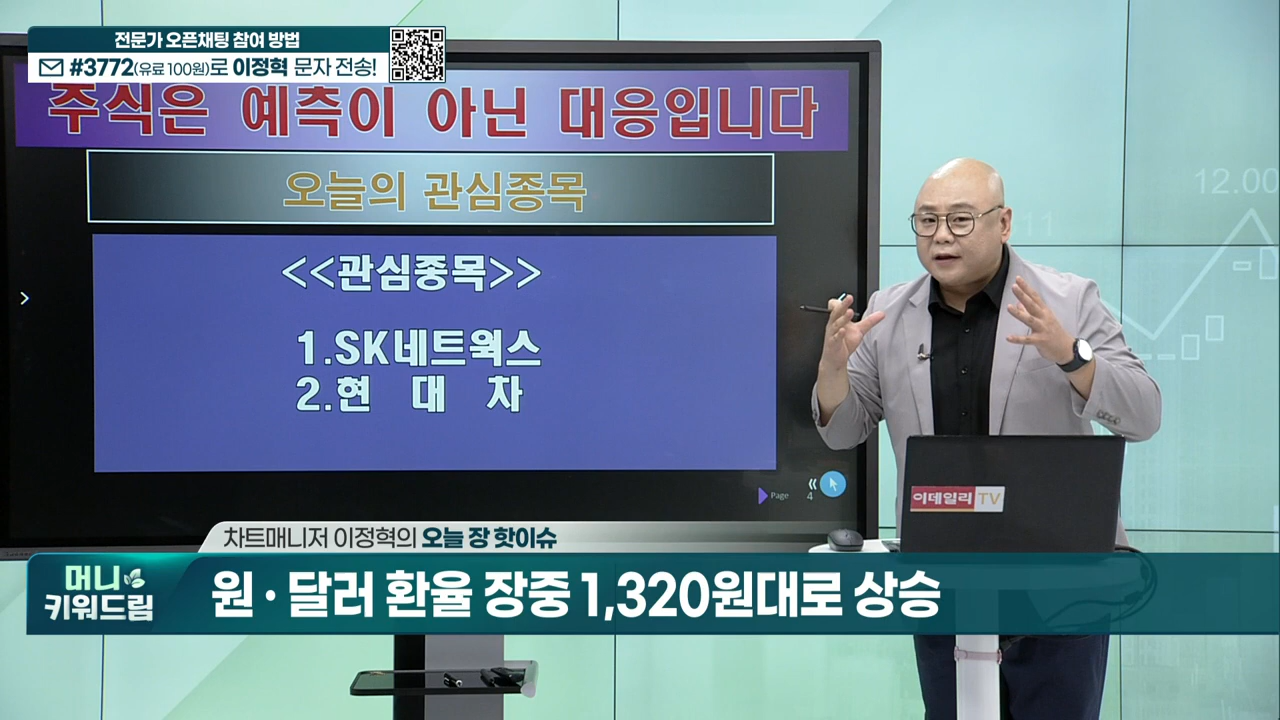 전문가 오픈채팅 참여 방법
#3772(유료 100원)로 이정혁 문자 전송!
주식은 예측이 아닌 대응입니다
오늘의 관심종목
<<관심종목>>
1.SK네트웍스
2.현 대 차
Page 4
12.00
11
이데일리 TV
차트매니저 이정혁의 오늘 장 핫이슈
머니 키워드림
원·달러 환율 장중 1,320원대로 상승